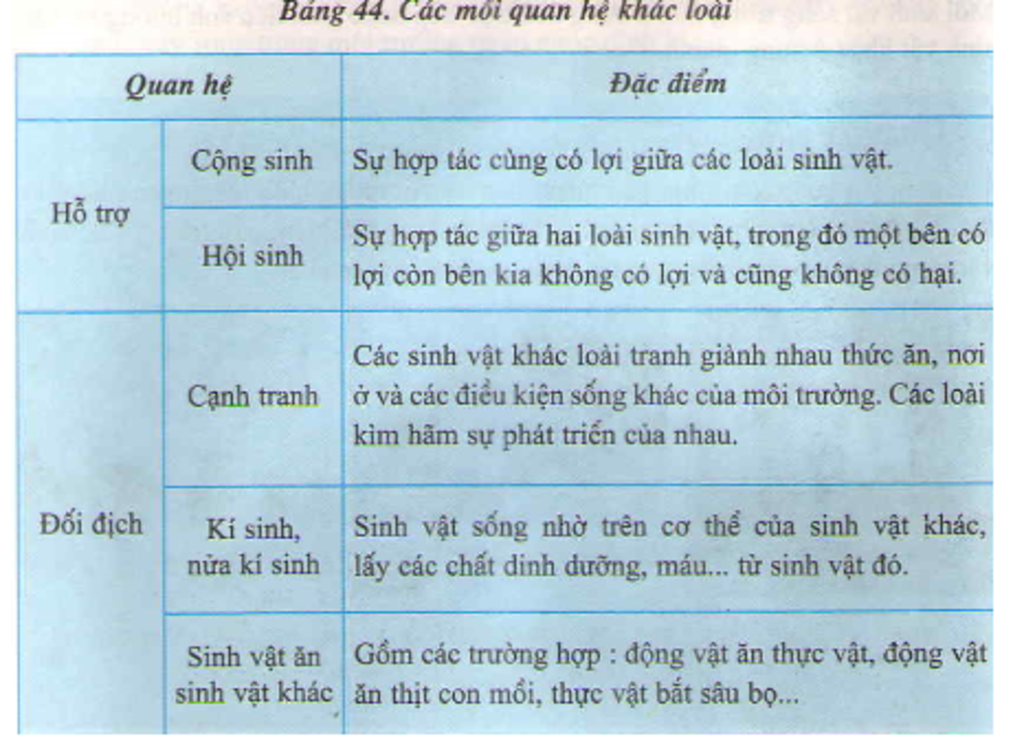 Bảng 44. Các mối quan hệ khác loài
Quan hệ
Đặc điểm
Hỗ trợ
Cộng sinh
Sự hợp tác cùng có lợi giữa các loài sinh vật.
Hội sinh
Sự hợp tác giữa hai loài sinh vật, trong đó một bên có
lợi còn bên kia không có lợi và cũng không có hại.
Đối địch
Cạnh tranh
Các sinh vật khác loài tranh giành nhau thức ăn, nơi
ở và các điều kiện sống khác của môi trường. Các loài
kìm hãm sự phát triển của nhau.
Kí sinh,
nửa kí sinh
Sinh vật sống nhờ trên cơ thể của sinh vật khác,
lấy các chất dinh dưỡng, máu... từ sinh vật đó.
Sinh vật ăn
sinh vật khác
Gồm các trường hợp : động vật ăn thực vật, động vật
ăn thịt con mồi, thực vật bắt sâu bọ...